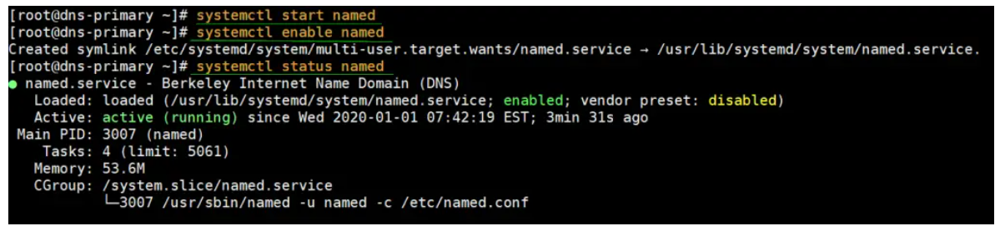 [root@dns-primary ~]# systemctl start named
[root@dns-primary ~]# systemctl enable named
Created symlink /etc/systemd/system/multi-user.target.wants/named.service → /usr/lib/systemd/system/named.service.
[root@dns-primary ~]# systemctl status named
● named.service - Berkeley Internet Name Domain (DNS)
   Loaded: loaded (/usr/lib/systemd/system/named.service; enabled; vendor preset: disabled)
   Active: active (running) since Wed 2020-01-01 07:42:19 EST; 3min 31s ago
 Main PID: 3007 (named)
    Tasks: 4 (limit: 5061)
   Memory: 53.6M
   CGroup: /system.slice/named.service
           └─3007 /usr/sbin/named -u named -c /etc/named.conf